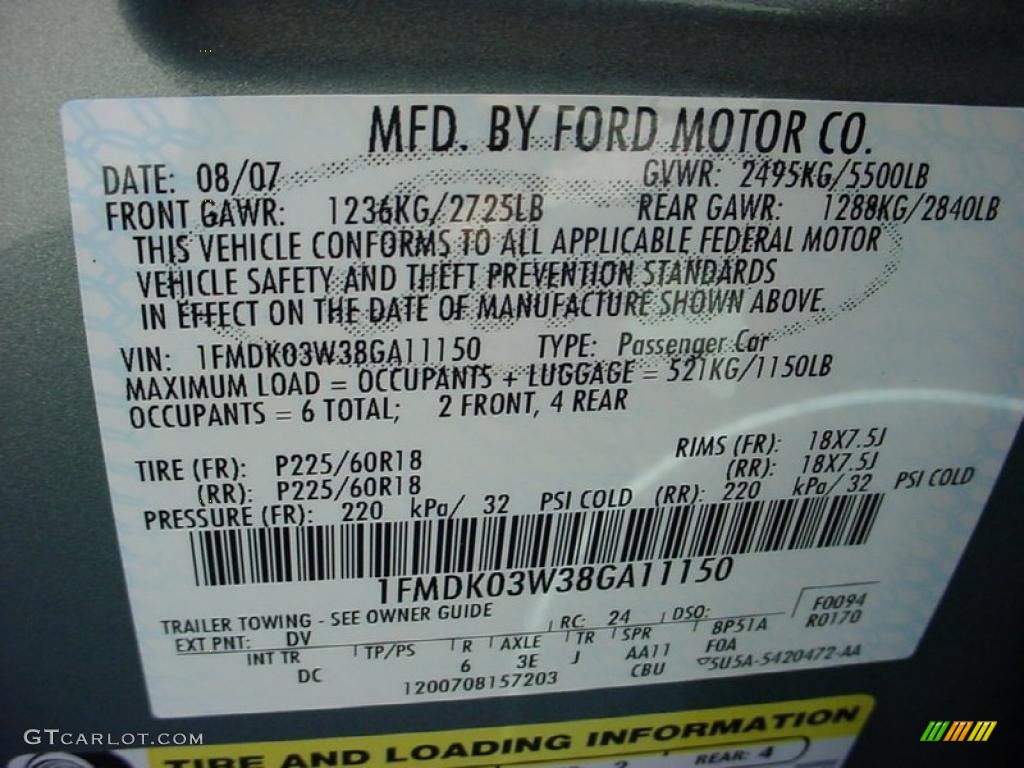 MFD. BY FORD MOTOR CO.
DATE: 08/07 GVWR: 2495KG/5500LB
FRONT GAWR: 1236KG/2725LB REAR GAWR: 1288KG/2840LB
THIS VEHICLE CONFORMS TO ALL APPLICABLE FEDERAL MOTOR
VEHICLE SAFETY AND THEFT PREVENTION STANDARDS
IN EFFECT ON THE DATE OF MANUFACTURE SHOWN ABOVE.
VIN: 1FMDK03W38GA11150 TYPE: Passenger Car
MAXIMUM LOAD = OCCUPANTS + LUGGAGE = 521KG/1150LB
OCCUPANTS = 6 TOTAL; 2 FRONT, 4 REAR
TIRE (FR): P225/60R18 RIMS (FR): 18X7.5J
(RR): P225/60R18 (RR): 18X7.5J
PRESSURE (FR): 220 kPa/ 32 PSI COLD (RR): 220 kPa/ 32 PSI COLD
1FMDK03W38GA11150
TRAILER TOWING - SEE OWNER GUIDE RC: 24 DSO: F0094
EXT PNT: DV R0170
INT TR TP/PS R AXLE TR SPR 8P51A
DC 6 3E J AA11 F0A
1200708157203 CBU 5U5A-5420472-AA
TIRE AND LOADING INFORMATION
2 REAR: 4
GTCARLOT.COM